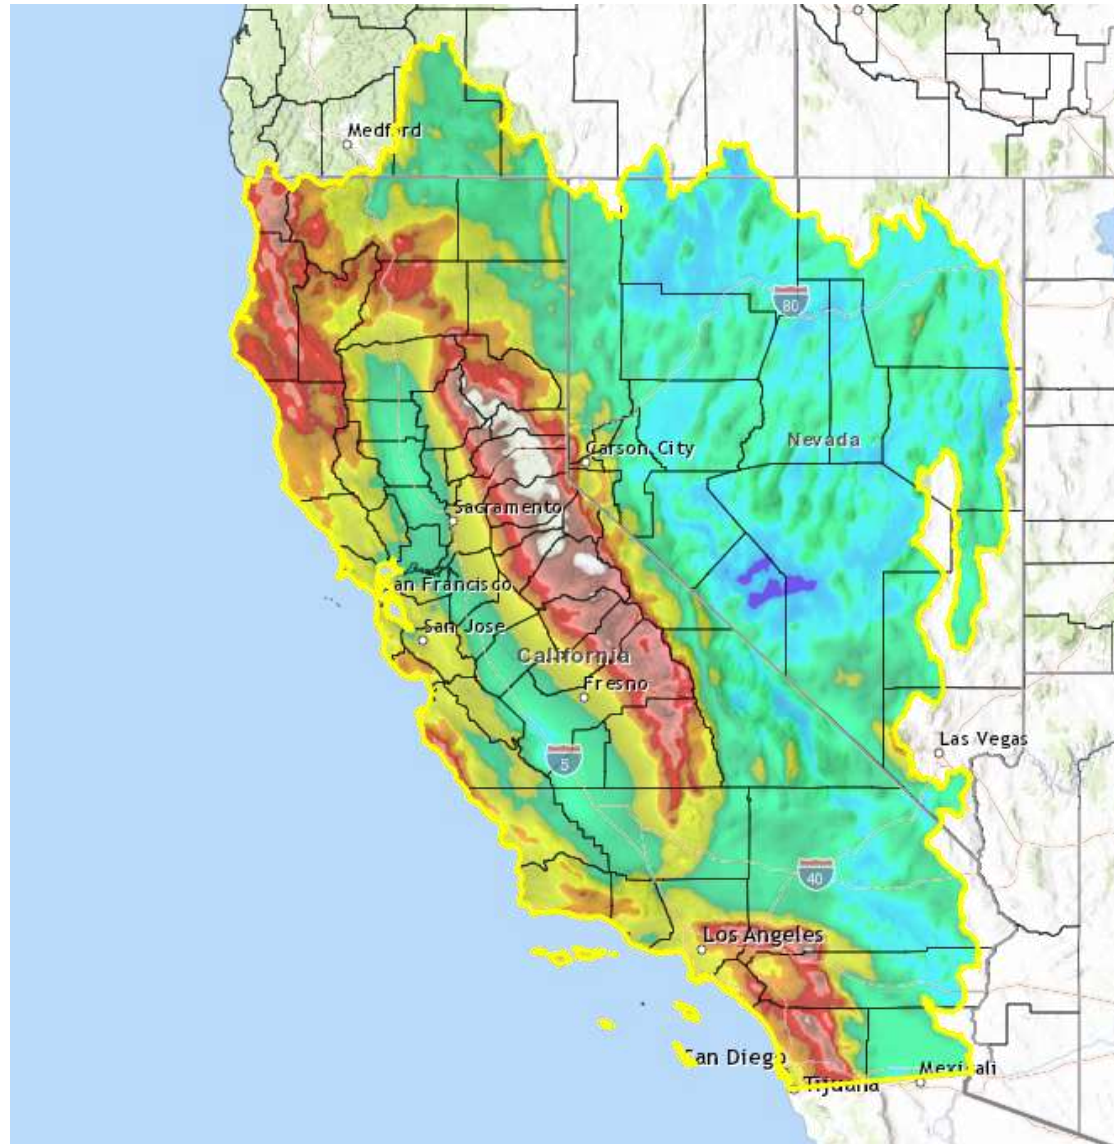 Medford
80
Nevada
Carson City
Sacramento
an Francisco
San Jose
California
Fresno
Las Vegas
5
40
Los Angeles
San Diego
Tijuana
Mexicali